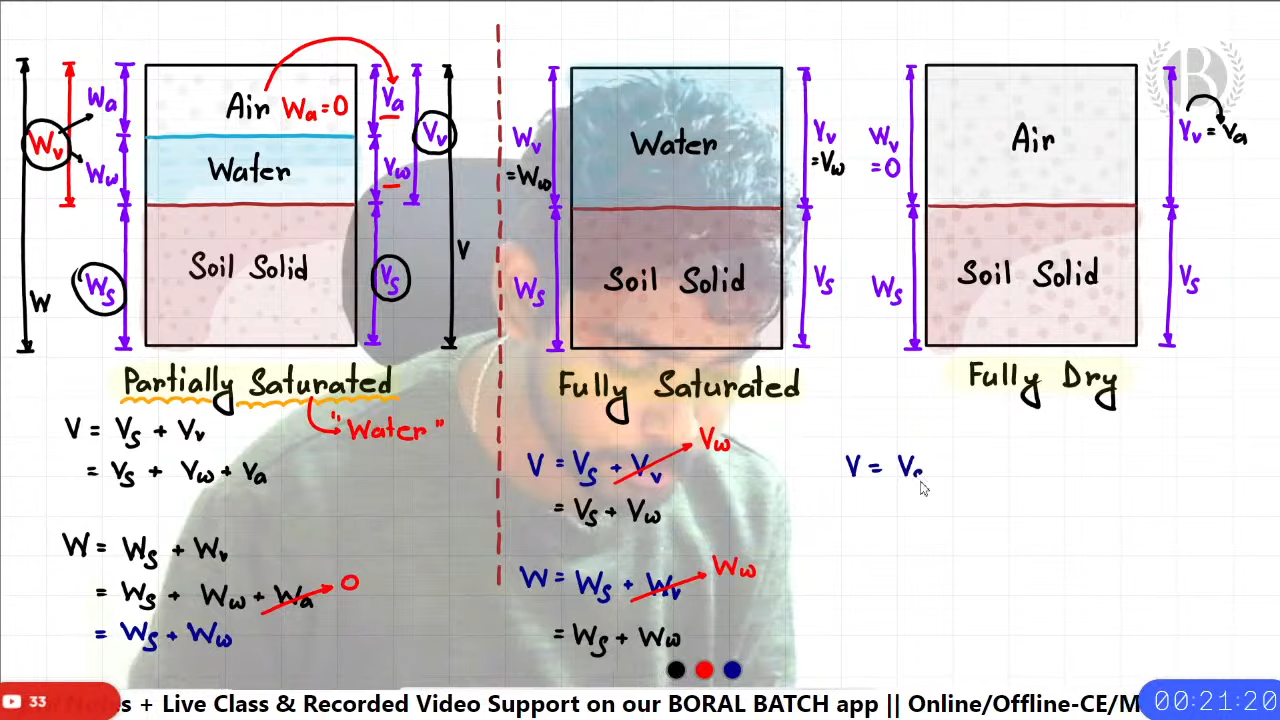 Wa
Air Wa=0
Va
Wv
Vv
Ww
Water
Vw
W
Ws
Soil Solid
Vs
V
Partially Saturated
"Water"
V = Vs + Vv
= Vs + Vw + Va
W = Ws + Wv
= Ws + Ww + Wa 0
= Ws + Ww
Wv
= Ww
Water
Vv
= Vw
Ws
Soil Solid
Vs
Fully Saturated
V = Vs + Vv Vw
= Vs + Vw
W = Ws + Wv Ww
= Ws + Ww
Wv
= 0
Air
Vv = Va
Ws
Soil Solid
Vs
Fully Dry
V = Vs
B
33
s + Live Class & Recorded Video Support on our BORAL BATCH app || Online/Offline-CE/M
00:21:20